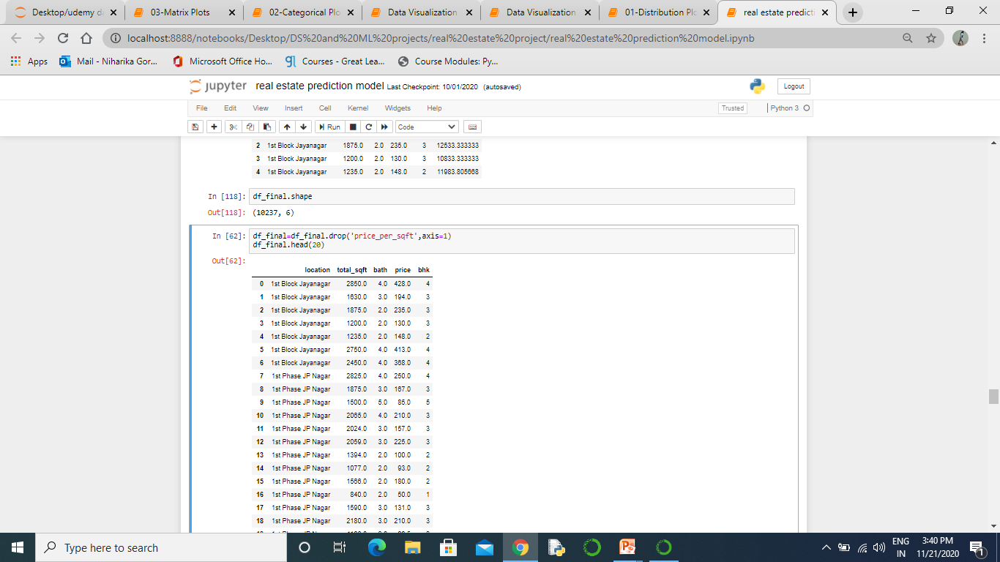 Desktop/udemy da
03-Matrix Plots
02-Categorical Plo
Data Visualization
Data Visualization
01-Distribution Plo
real estate predicti
localhost:8888/notebooks/Desktop/DS%20and%20ML%20projects/real%20estate%20project/real%20estate%20prediction%20model.ipynb
Apps
Mail - Niharika Gor...
Microsoft Office Ho...
Courses - Great Lea...
Course Modules: Py...
jupyter real estate prediction model Last Checkpoint: 10/01/2020 (autosaved)
Logout
File Edit View Insert Cell Kernel Widgets Help
Trusted
Python 3
Run
Code
2 1st Block Jayanagar 1875.0 2.0 235.0 3 12533.333333
3 1st Block Jayanagar 1200.0 2.0 130.0 3 10833.333333
4 1st Block Jayanagar 1235.0 2.0 148.0 2 11983.805668
In [118]: df_final.shape
Out[118]: (10237, 6)
In [62]: df_final=df_final.drop('price_per_sqft',axis=1)
df_final.head(20)
Out[62]:
location total_sqft bath price bhk
0 1st Block Jayanagar 2850.0 4.0 428.0 4
1 1st Block Jayanagar 1630.0 3.0 194.0 3
2 1st Block Jayanagar 1875.0 2.0 235.0 3
3 1st Block Jayanagar 1200.0 2.0 130.0 3
4 1st Block Jayanagar 1235.0 2.0 148.0 2
5 1st Block Jayanagar 2750.0 4.0 413.0 4
6 1st Block Jayanagar 2450.0 4.0 368.0 4
7 1st Phase JP Nagar 2825.0 4.0 250.0 4
8 1st Phase JP Nagar 1875.0 3.0 167.0 3
9 1st Phase JP Nagar 1500.0 5.0 85.0 5
10 1st Phase JP Nagar 2065.0 4.0 210.0 3
11 1st Phase JP Nagar 2024.0 3.0 157.0 3
12 1st Phase JP Nagar 2059.0 3.0 225.0 3
13 1st Phase JP Nagar 1394.0 2.0 100.0 2
14 1st Phase JP Nagar 1077.0 2.0 93.0 2
15 1st Phase JP Nagar 1566.0 2.0 180.0 2
16 1st Phase JP Nagar 840.0 2.0 50.0 1
17 1st Phase JP Nagar 1590.0 3.0 131.0 3
18 1st Phase JP Nagar 2180.0 3.0 210.0 3
Type here to search
ENG
IN
3:40 PM
11/21/2020
1